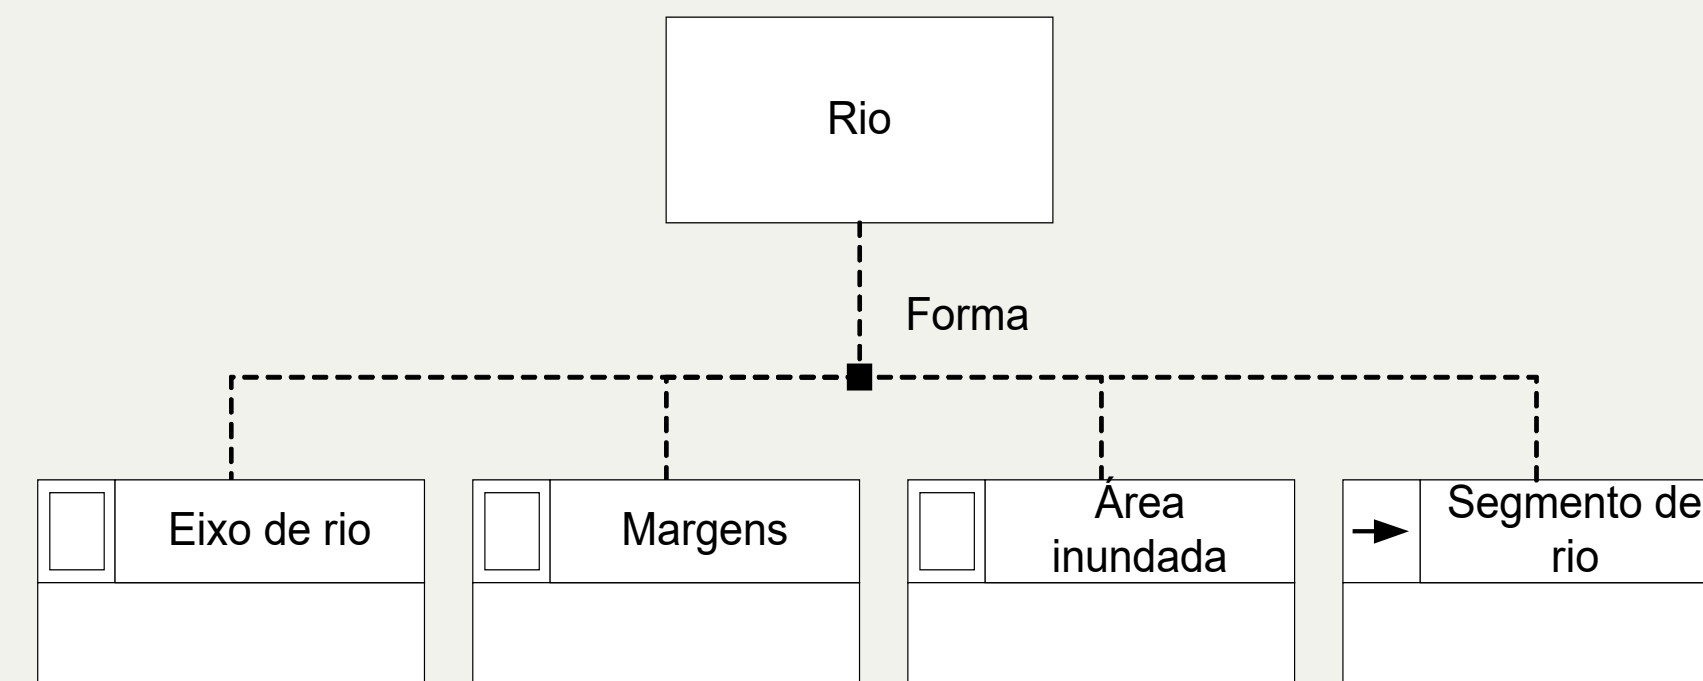 Rio
Forma
Eixo de rio
Margens
Área
inundada
Segmento de
rio